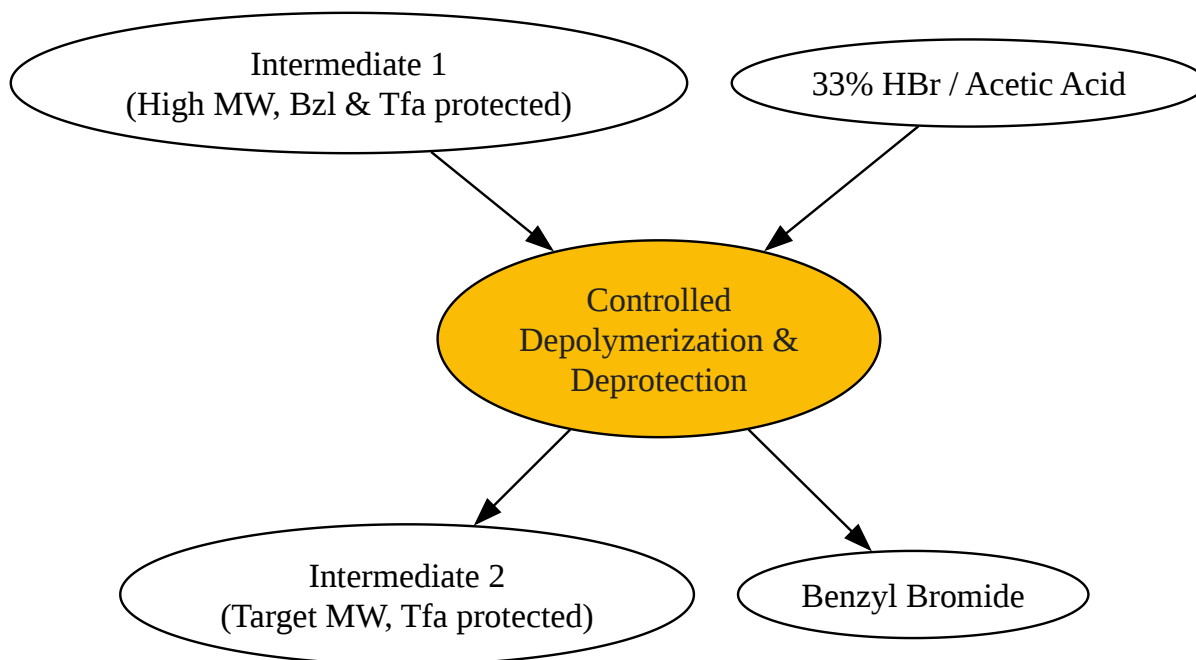 Intermediate 1
(High MW, Bzl & Tfa protected)
33% HBr / Acetic Acid
Controlled
Depolymerization &
Deprotection
Intermediate 2
(Target MW, Tfa protected)
Benzyl Bromide